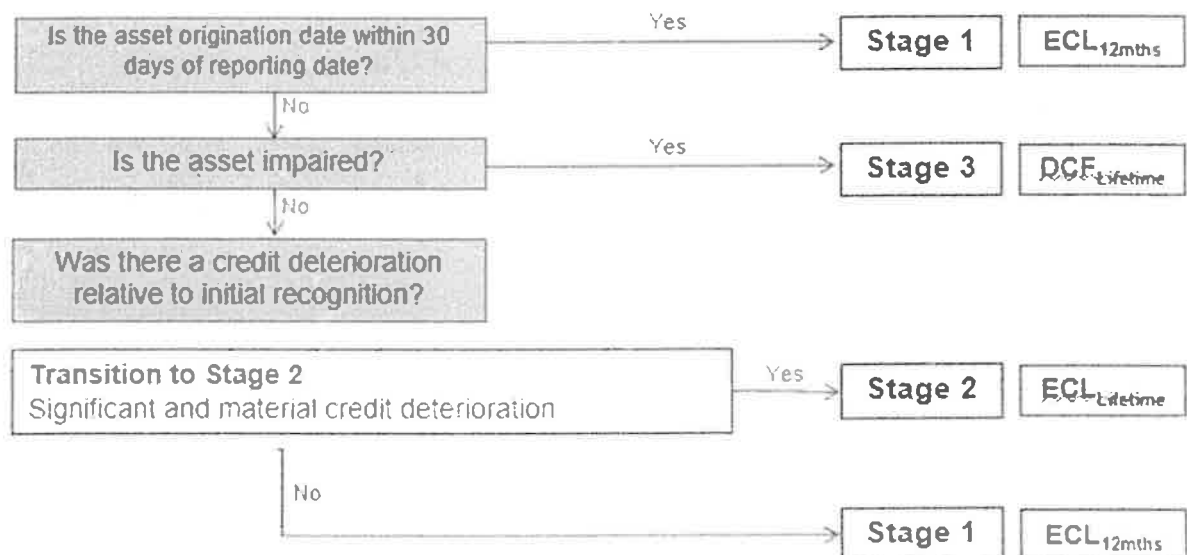 Is the asset origination date within 30
days of reporting date?
Yes
Stage 1
ECL12mths
No
Is the asset impaired?
Yes
Stage 3
DCFLifetime
No
Was there a credit deterioration
relative to initial recognition?
Transition to Stage 2
Significant and material credit deterioration
Yes
Stage 2
ECLLifetime
No
Stage 1
ECL12mths